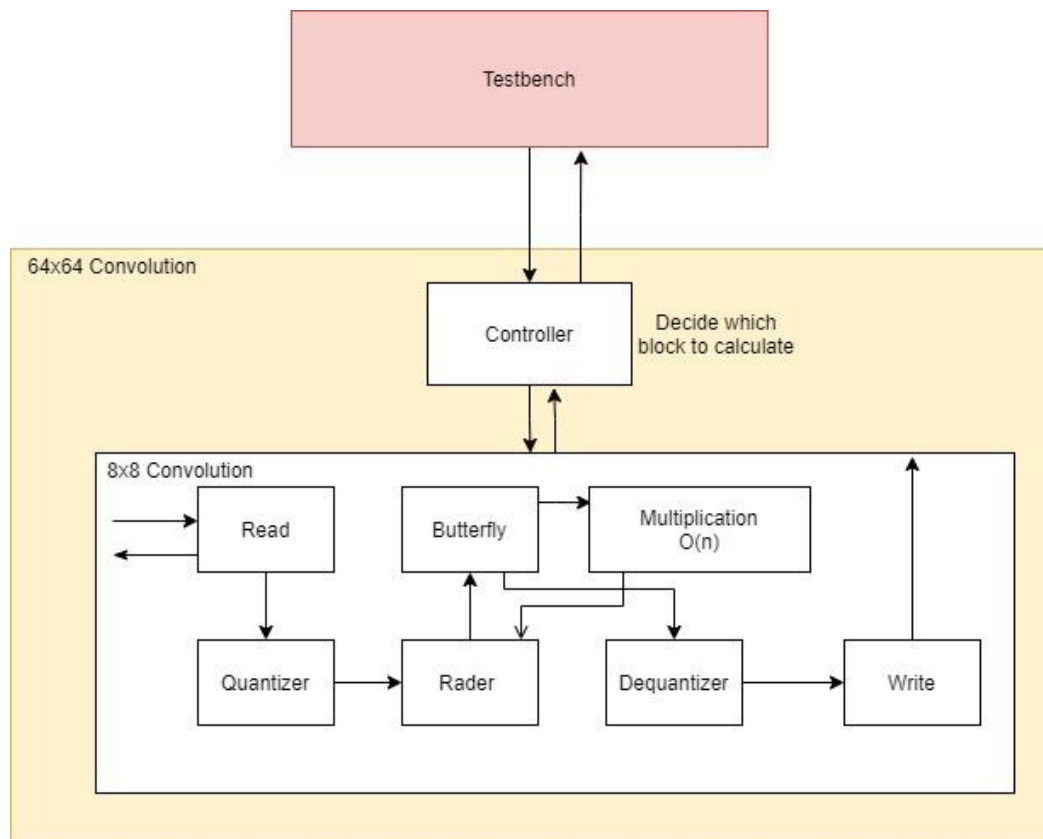 Testbench
64x64 Convolution
Controller
Decide which
block to calculate
8x8 Convolution
Read
Butterfly
Multiplication
O(n)
Quantizer
Rader
Dequantizer
Write